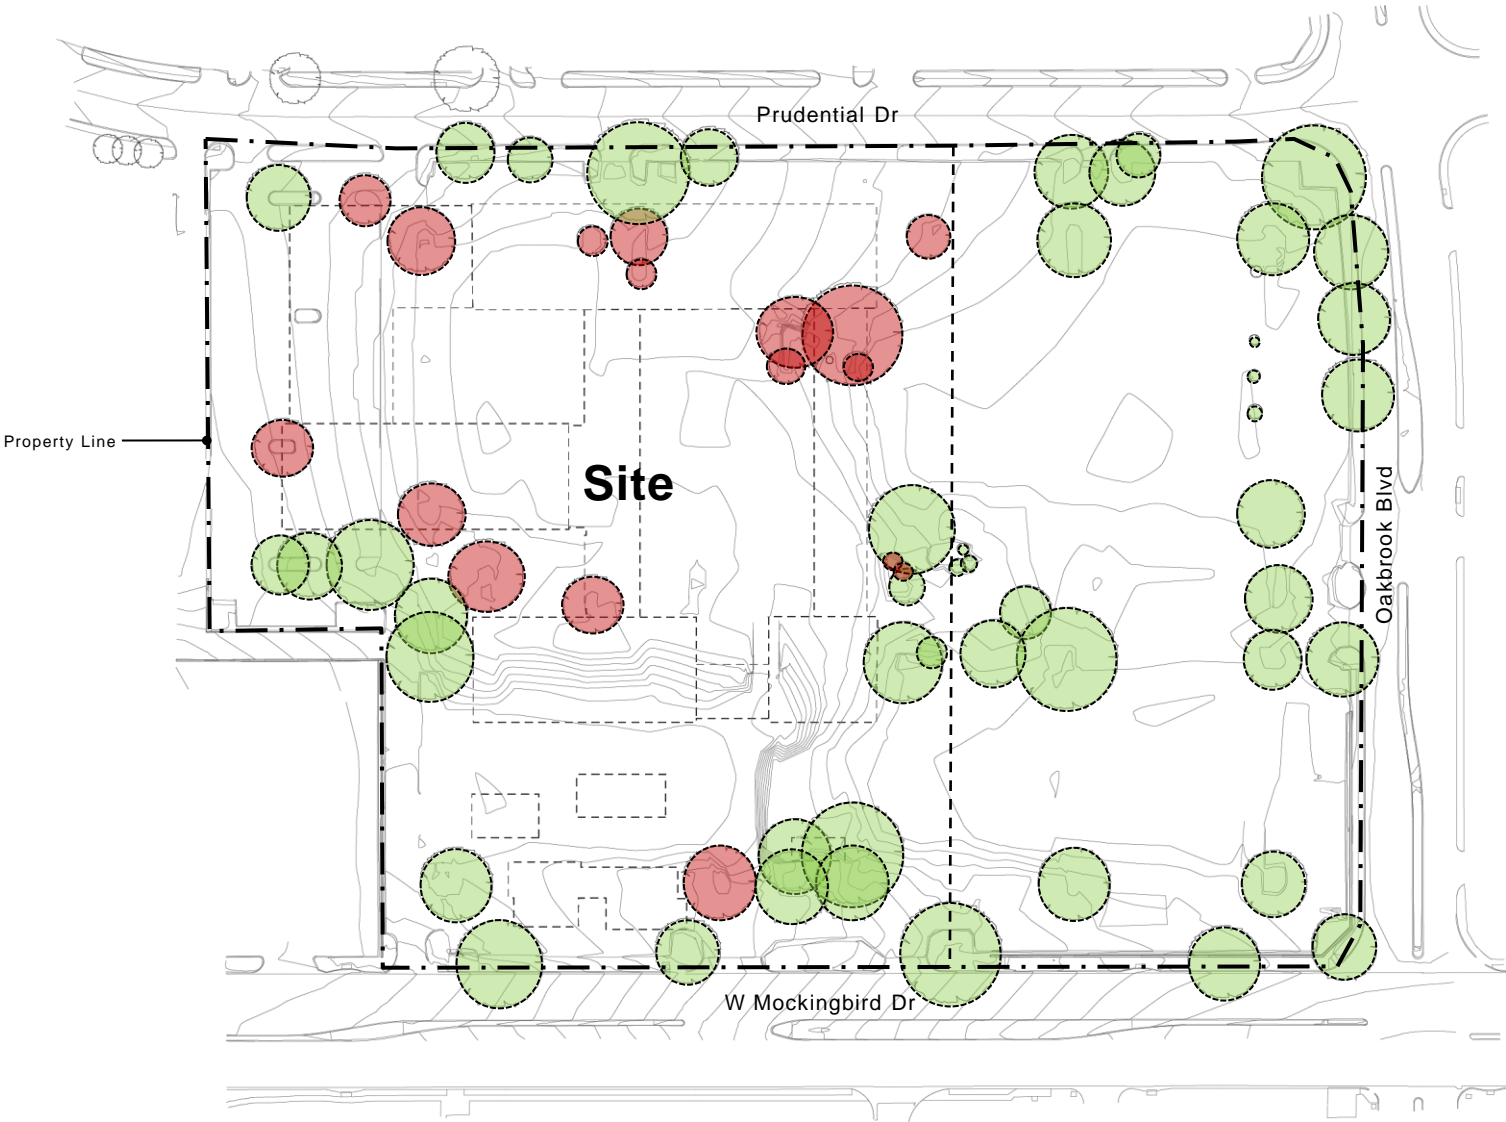 Prudential Dr
Property Line
Site
Oakbrook Blvd
W Mockingbird Dr